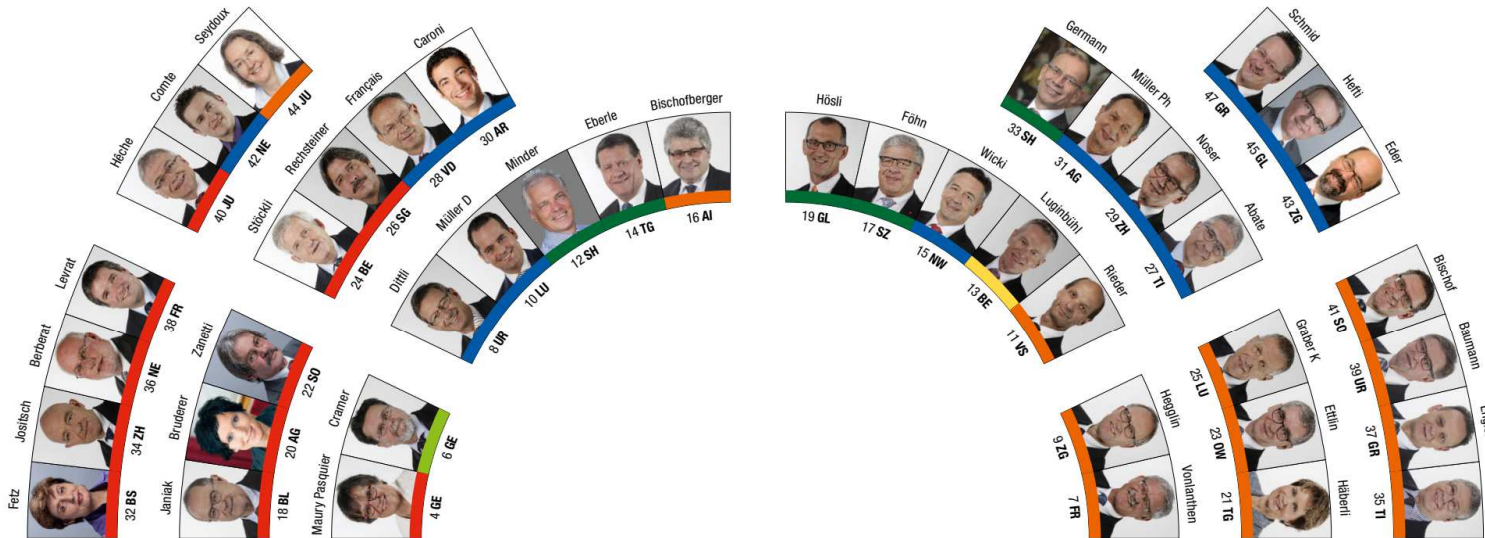 Seydoux
44 JU
Comte
42 NE
Hêche
40 JU
Caroni
30 AR
Français
28 VD
Rechsteiner
26 SG
Stöckli
24 BE
Bischofberger
16 AI
Eberle
14 TG
Minder
12 SH
Müller D
10 LU
Dittli
8 UR
Levrat
38 FR
Berberat
36 NE
Jositsch
34 ZH
Fetz
32 BS
Zanetti
22 SO
Bruderer
20 AG
Janiak
18 BL
Cramer
6 GE
Maury Pasquier
4 GE
Hösli
19 GL
Föhn
17 SZ
Wicki
15 NW
Luginbühl
13 BE
Rieder
11 VS
Germann
33 SH
Müller Ph
31 AG
Noser
29 ZH
Abate
27 TI
Schmid
47 GR
Hefti
45 GL
Eder
43 ZG
Hegglin
9 ZG
Vonlanthen
7 FR
Graber K
25 LU
Ettlin
23 OW
Häberli
21 TG
Bischof
41 SO
Baumann
39 UR
37 GR
35 TI